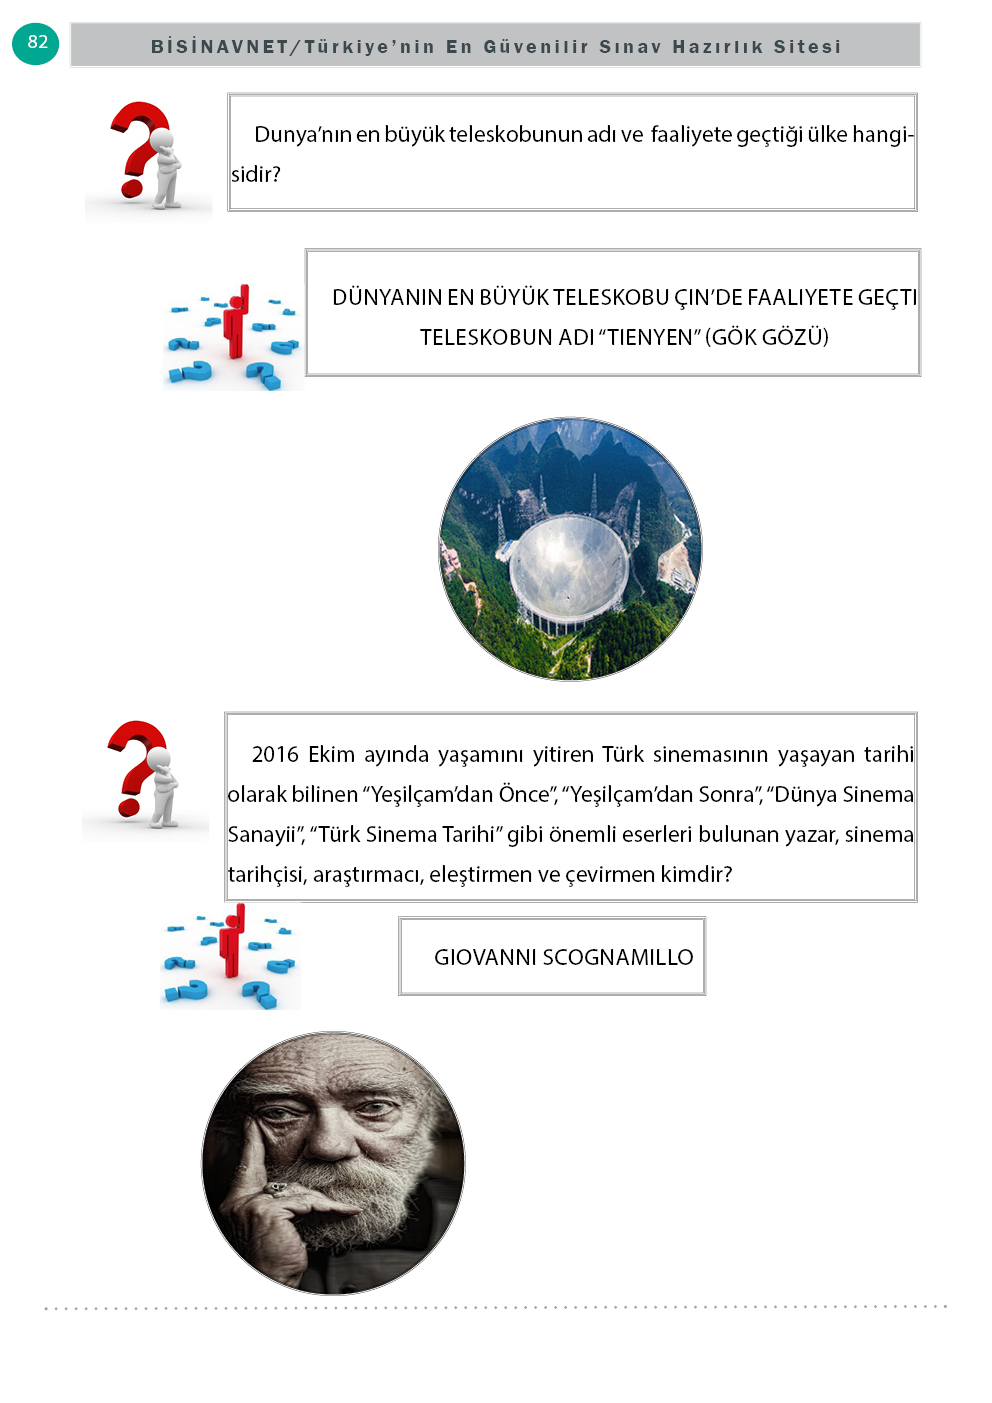 82
BİSİNAVNET/Türkiye’nin En Güvenilir Sınav Hazırlık Sitesi
Dunya’nın en büyük teleskobunun adı ve faaliyete geçtiği ülke hangi-
sidir?
DÜNYANIN EN BÜYÜK TELESKOBU ÇIN’DE FAALIYETE GEÇTI
TELESKOBUN ADI “TIENYEN” (GÖK GÖZÜ)
2016 Ekim ayında yaşamını yitiren Türk sinemasının yaşayan tarihi
olarak bilinen “Yeşilçam’dan Önce”, “Yeşilçam’dan Sonra”, “Dünya Sinema
Sanayii”, “Türk Sinema Tarihi” gibi önemli eserleri bulunan yazar, sinema
tarihçisi, araştırmacı, eleştirmen ve çevirmen kimdir?
GIOVANNI SCOGNAMILLO